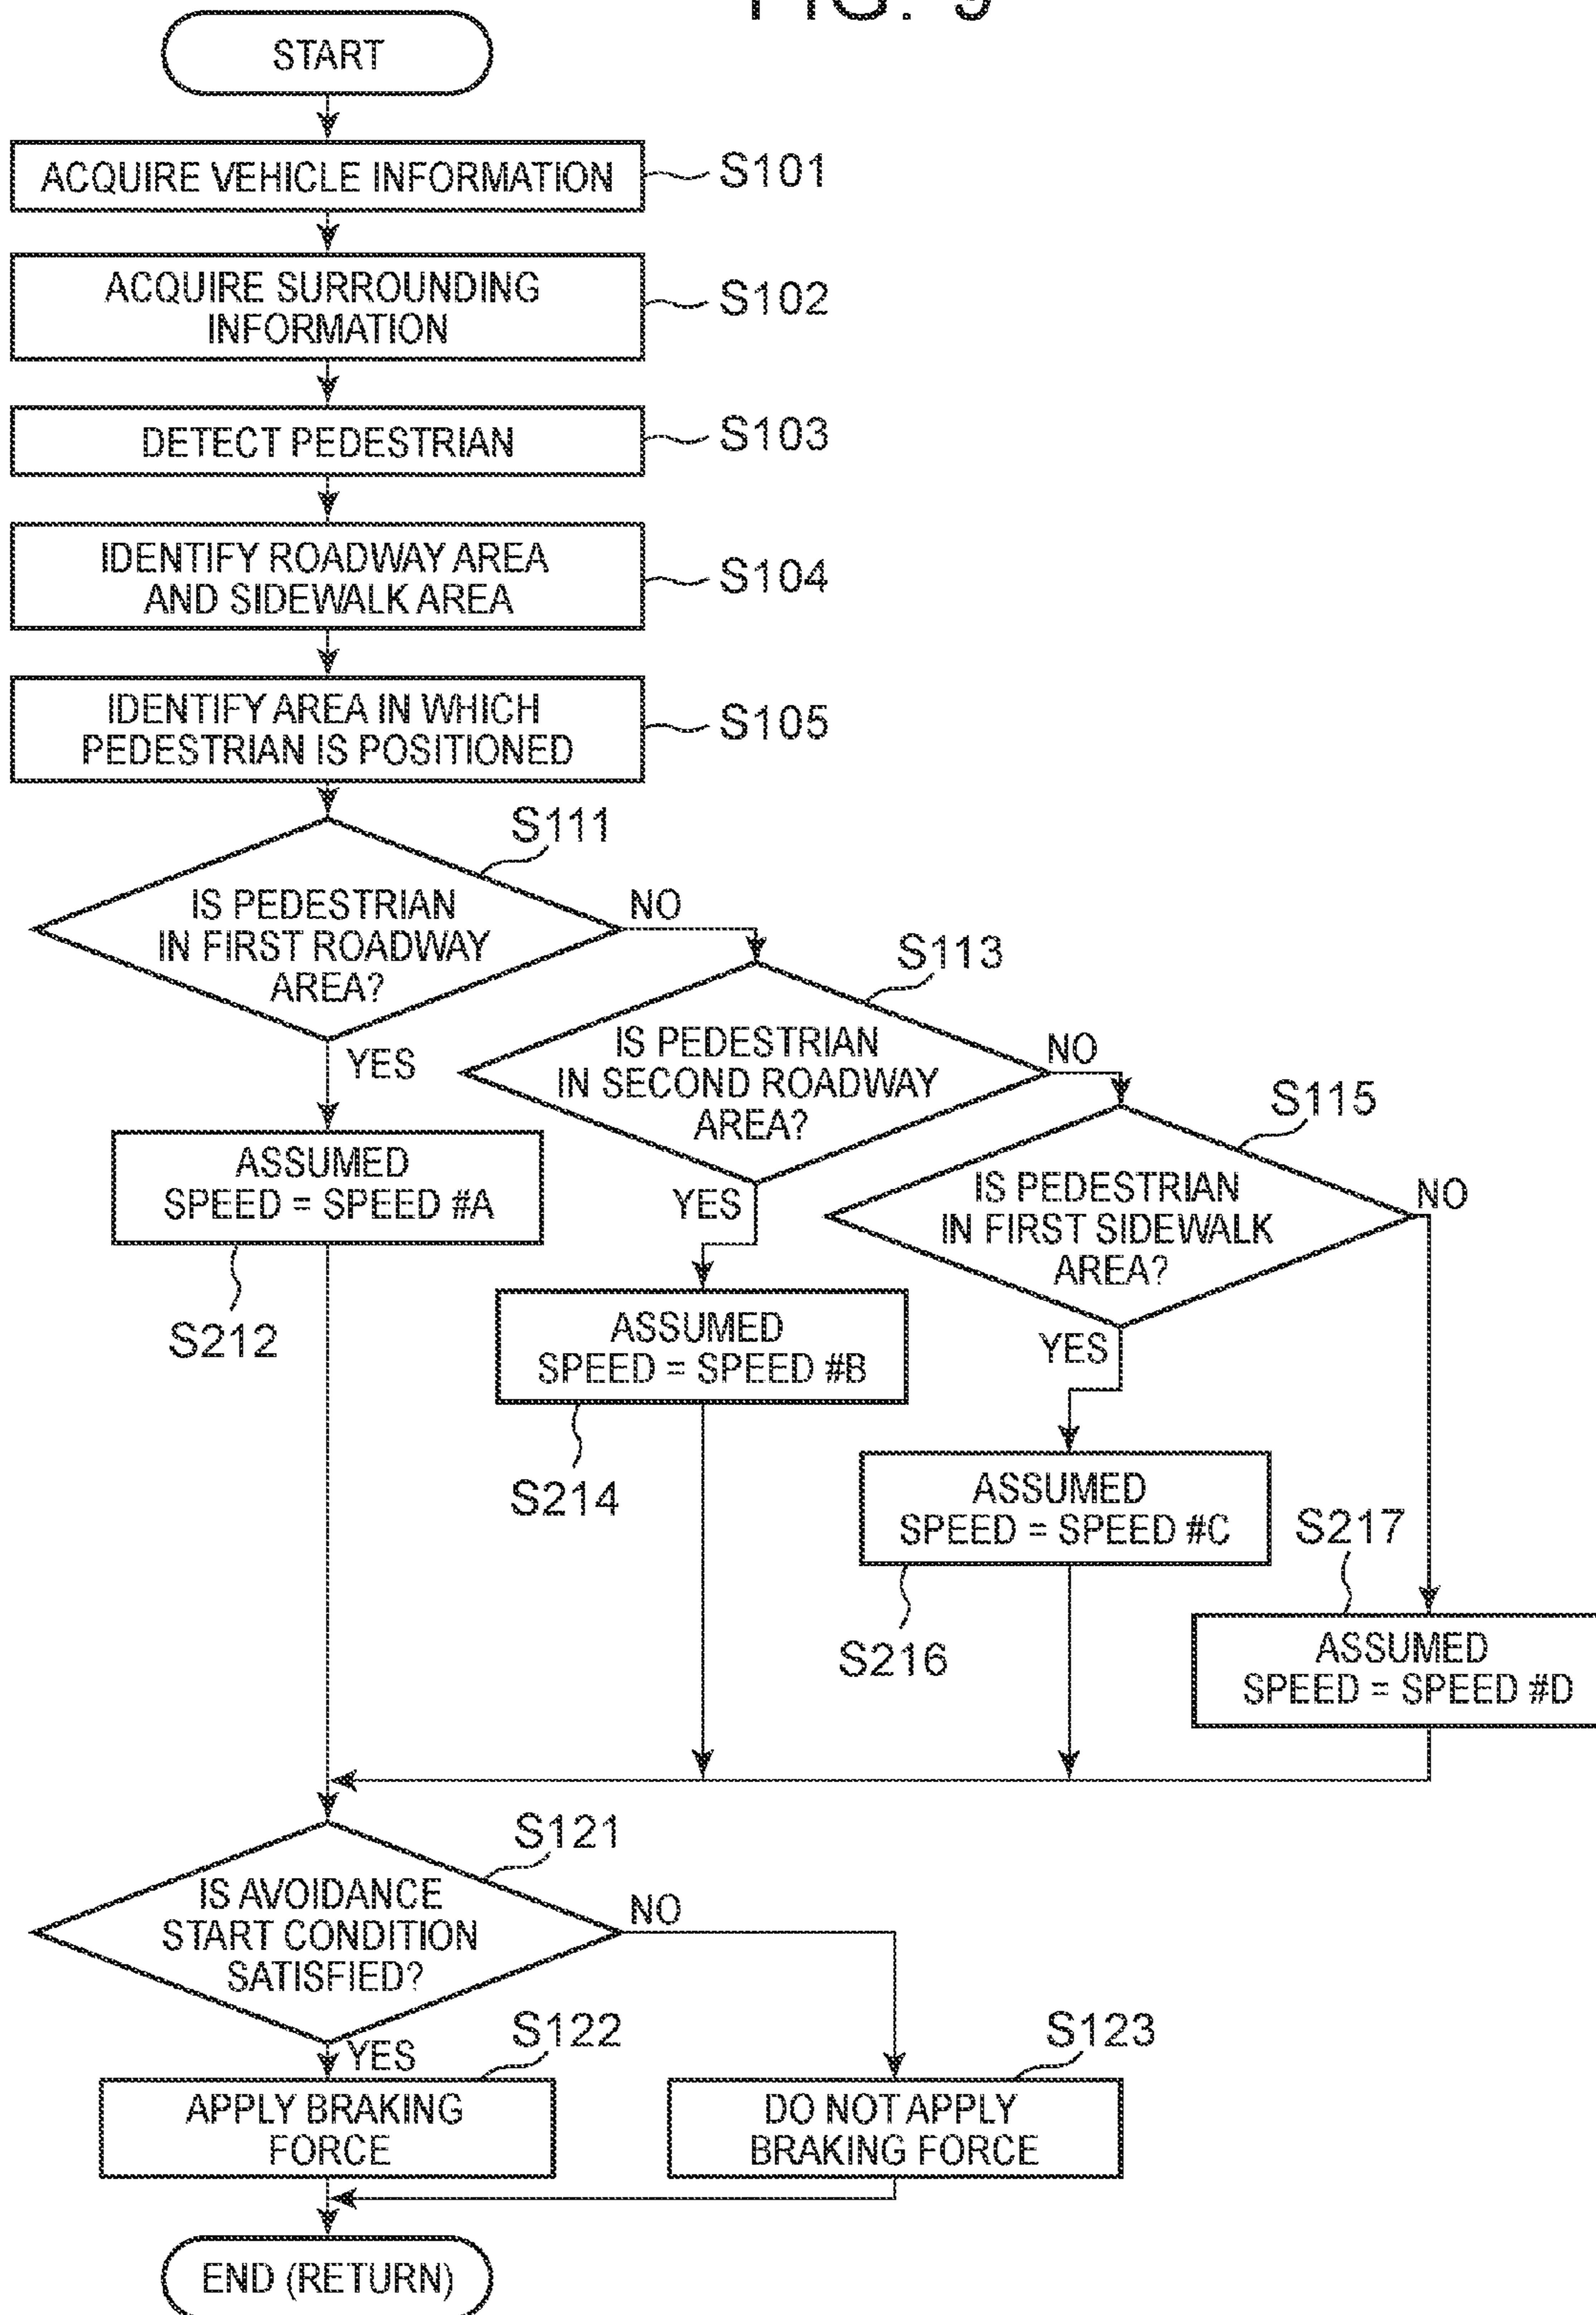 FIG. 9
START
ACQUIRE VEHICLE INFORMATION
S101
ACQUIRE SURROUNDING
INFORMATION
S102
DETECT PEDESTRIAN
S103
IDENTIFY ROADWAY AREA
AND SIDEWALK AREA
S104
IDENTIFY AREA IN WHICH
PEDESTRIAN IS POSITIONED
S105
S111
IS PEDESTRIAN
IN FIRST ROADWAY
AREA?
NO
YES
S113
IS PEDESTRIAN
IN SECOND ROADWAY
AREA?
NO
YES
S115
IS PEDESTRIAN
IN FIRST SIDEWALK
AREA?
NO
YES
ASSUMED
SPEED = SPEED #A
S212
ASSUMED
SPEED = SPEED #B
S214
ASSUMED
SPEED = SPEED #C
S216
S217
ASSUMED
SPEED = SPEED #D
S121
IS AVOIDANCE
START CONDITION
SATISFIED?
NO
YES
S122
APPLY BRAKING
FORCE
S123
DO NOT APPLY
BRAKING FORCE
END (RETURN)